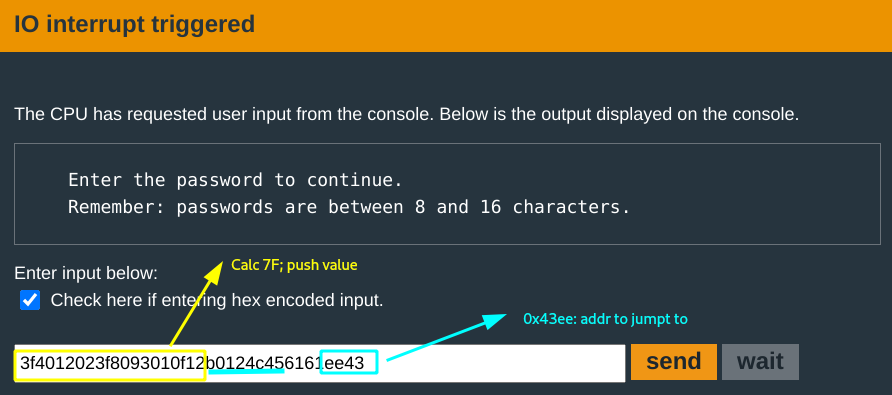 IO interrupt triggered
The CPU has requested user input from the console. Below is the output displayed on the console.
Enter the password to continue.
Remember: passwords are between 8 and 16 characters.
Calc 7F; push value
Enter input below:
Check here if entering hex encoded input.
0x43ee: addr to jumpt to
3f4012023f8093010f12b0124c456161ee43 send wait